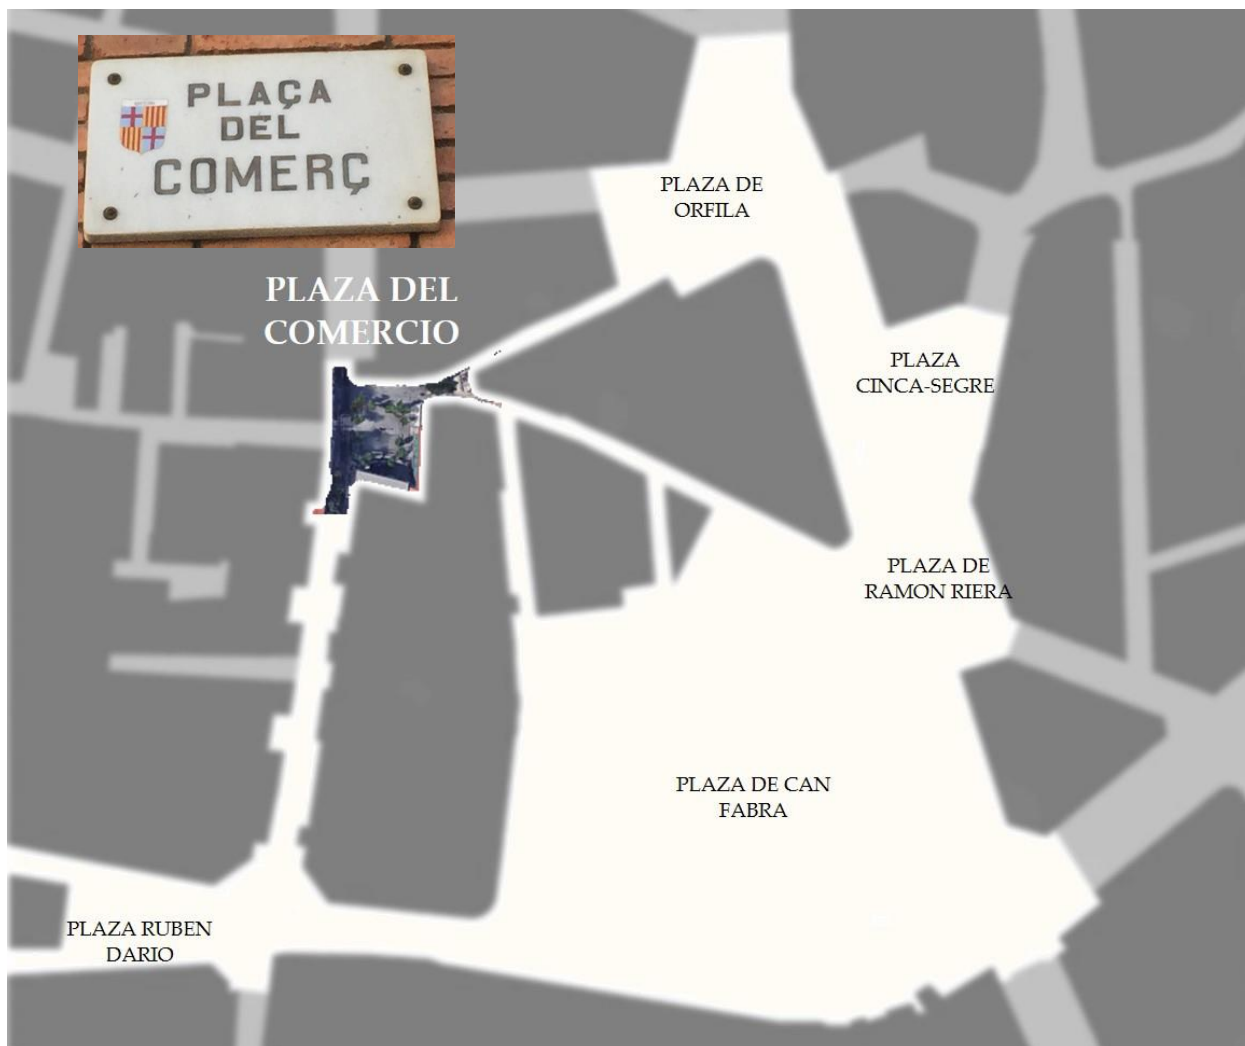 PLAÇA
DEL
COMERÇ
PLAZA DE
ORFILA
PLAZA DEL
COMERCIO
PLAZA
CINCA-SEGRE
PLAZA DE
RAMON RIERA
PLAZA DE CAN
FABRA
PLAZA RUBEN
DARIO